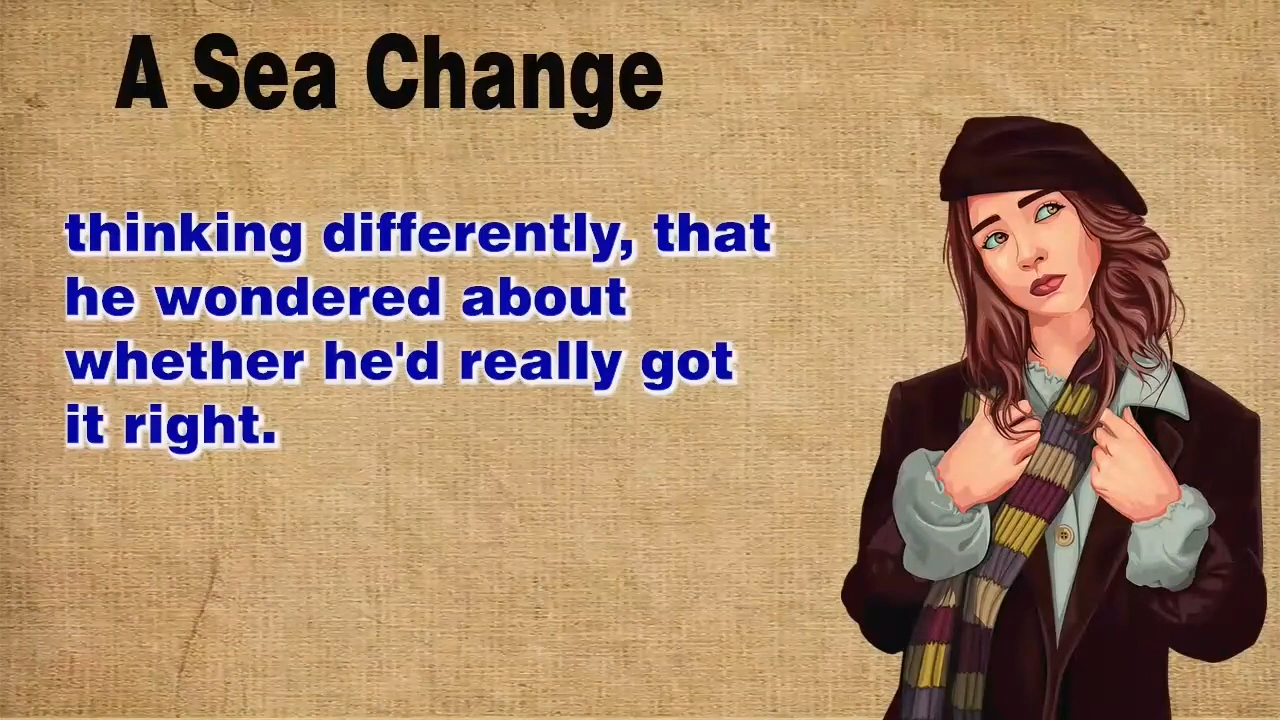 A Sea Change
thinking differently, that
he wondered about
whether he'd really got
it right.